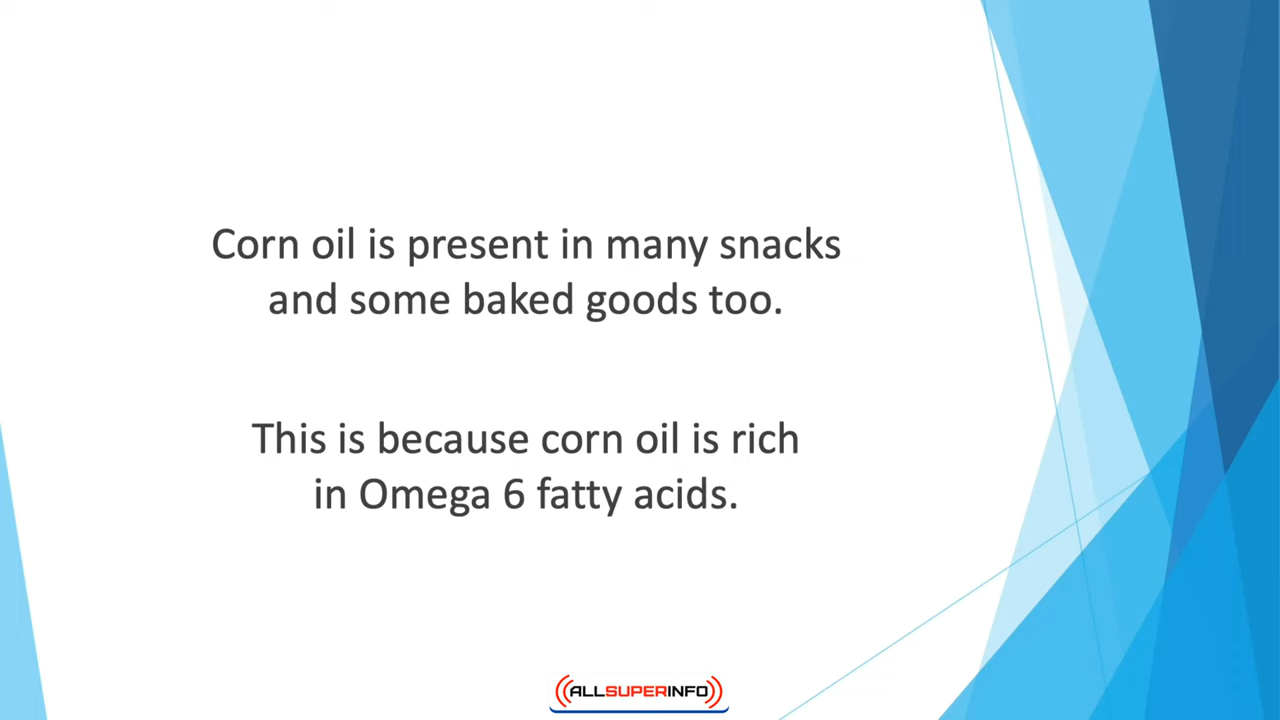 Corn oil is present in many snacks
and some baked goods too.
This is because corn oil is rich
in Omega 6 fatty acids.
ALLSUPERINFO